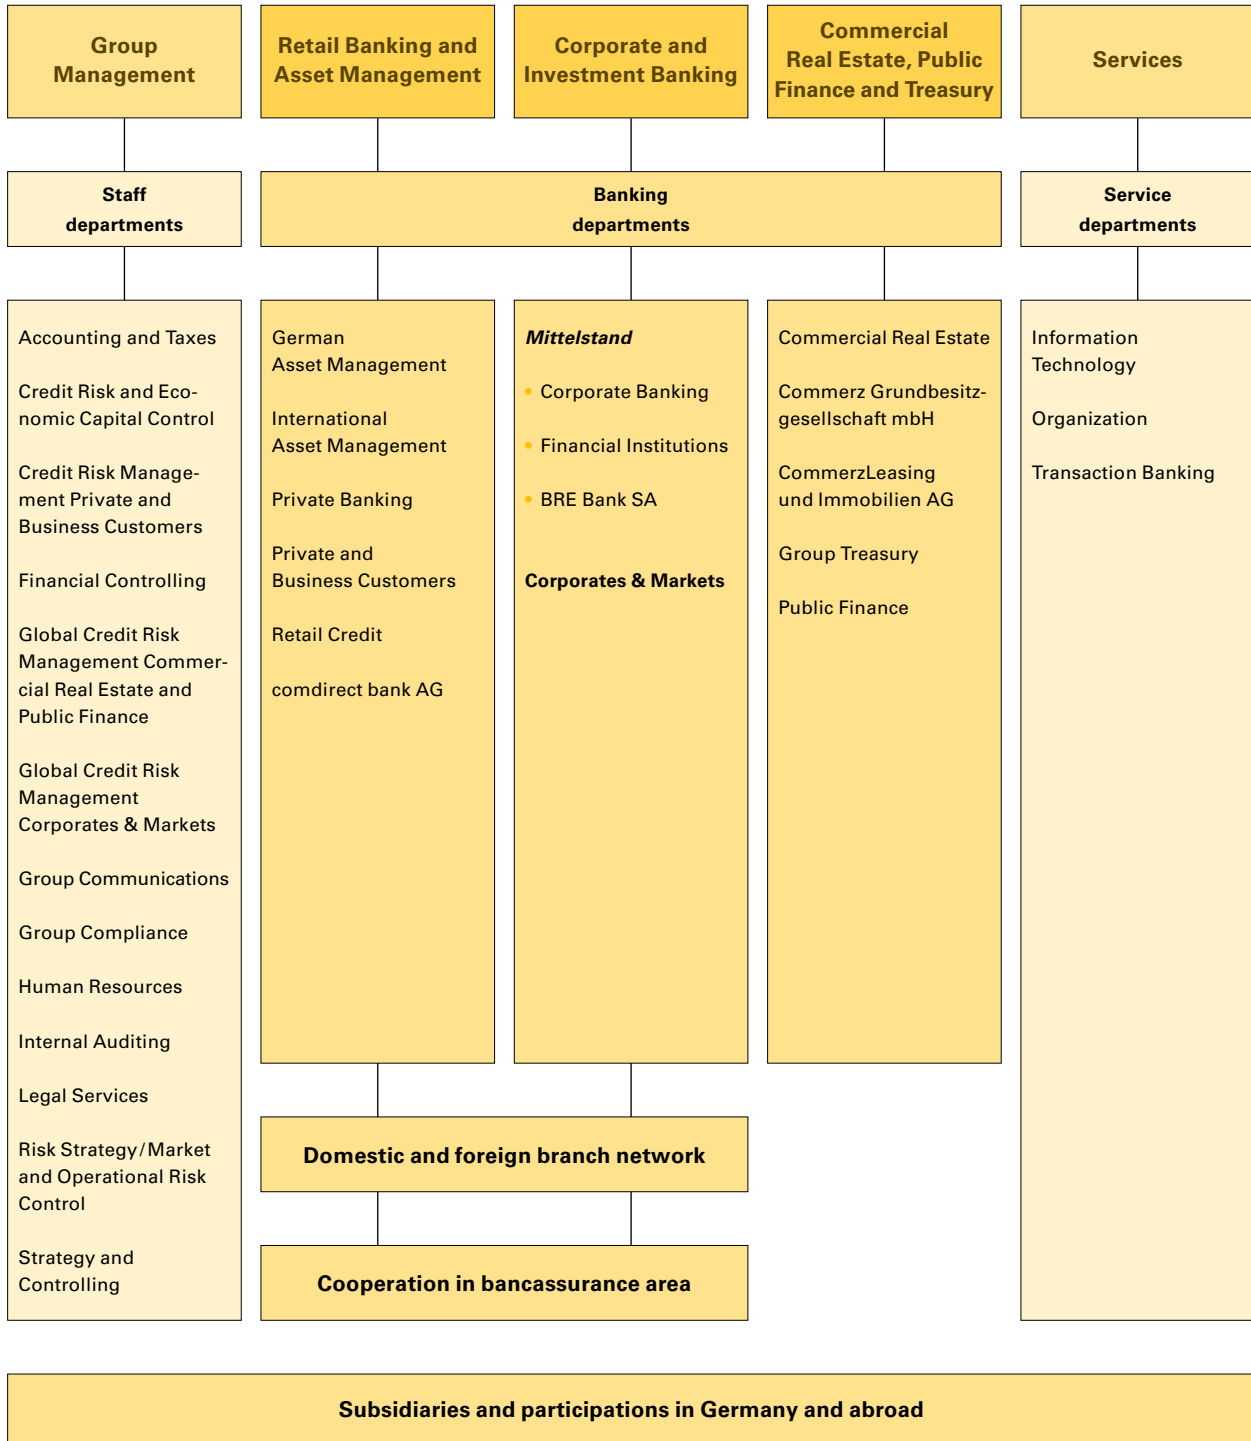 Group
Management
Retail Banking and
Asset Management
Corporate and
Investment Banking
Commercial
Real Estate, Public
Finance and Treasury
Services
Staff
departments
Banking
departments
Service
departments
Accounting and Taxes
Credit Risk and Eco-
nomic Capital Control
Credit Risk Manage-
ment Private and
Business Customers
Financial Controlling
Global Credit Risk
Management Commer-
cial Real Estate and
Public Finance
Global Credit Risk
Management
Corporates & Markets
Group Communications
Group Compliance
Human Resources
Internal Auditing
Legal Services
Risk Strategy/Market
and Operational Risk
Control
Strategy and
Controlling
German
Asset Management
International
Asset Management
Private Banking
Private and
Business Customers
Retail Credit
comdirect bank AG
Mittelstand
• Corporate Banking
• Financial Institutions
• BRE Bank SA
Corporates & Markets
Commercial Real Estate
Commerz Grundbesitz-
gesellschaft mbH
CommerzLeasing
und Immobilien AG
Group Treasury
Public Finance
Information
Technology
Organization
Transaction Banking
Domestic and foreign branch network
Cooperation in bancassurance area
Subsidiaries and participations in Germany and abroad